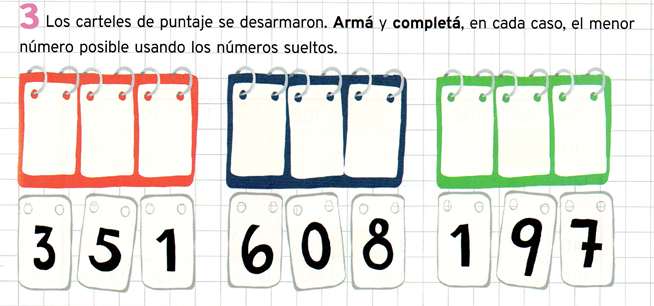 3 Los carteles de puntaje se desarmaron. Armá y completá, en cada caso, el menor
número posible usando los números sueltos.
3 5 1 6 0 8 1 9 7